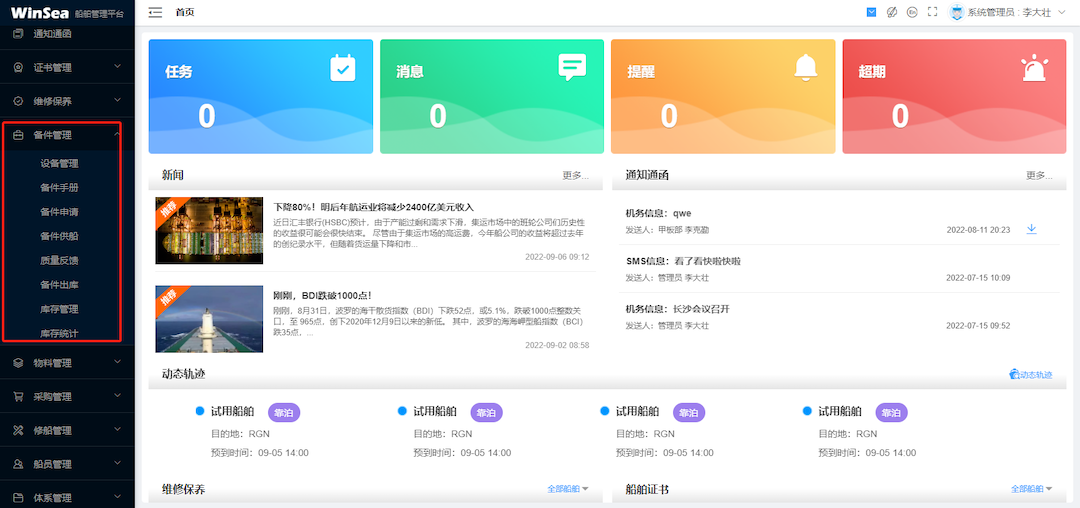 WinSea 船舶管理平台
首页
系统管理员 : 李大壮
通知通函
证书管理
维修保养
备件管理
设备管理
备件手册
备件申请
备件供船
质量反馈
备件出库
库存管理
库存统计
物料管理
采购管理
修船管理
船员管理
体系管理
任务
0
消息
0
提醒
0
超期
0
新闻
更多...
推荐
下降80%！明后年航运业将减少2400亿美元收入
近日汇丰银行(HSBC)预计，由于产能过剩和需求下滑，集运市场中的班轮公司们历史性
的收益很可能会很快结束。 尽管由于集运市场的高运费，今年船公司的收益将超过去年
的创纪录水平，但随着货运量下降和市...
2022-09-06 09:12
推荐
刚刚，BDI跌破1000点！
刚刚，8月31日，波罗的海干散货指数（BDI）下跌52点，或5.1%，跌破1000点整数关
口，至 965点，创下2020年12月9日以来的新低。 其中，波罗的海海岬型船指数（BCI）
跌35点，...
2022-09-02 08:58
通知通函
更多...
机务信息：qwe
发送人：甲板部 李克勤
2022-08-11 20:23
SMS信息：看了看快啦快啦
发送人：管理员 李大壮
2022-07-15 10:09
机务信息：长沙会议召开
发送人：管理员 李大壮
2022-07-15 09:52
动态轨迹
动态轨迹
试用船舶 靠泊
目的地：RGN
预到时间：09-05 14:00
试用船舶 靠泊
目的地：RGN
预到时间：09-05 14:00
试用船舶 靠泊
目的地：RGN
预到时间：09-05 14:00
试用船舶 靠泊
目的地：RGN
预到时间：09-05 14:00
维修保养
全部船舶
船舶证书
全部船舶